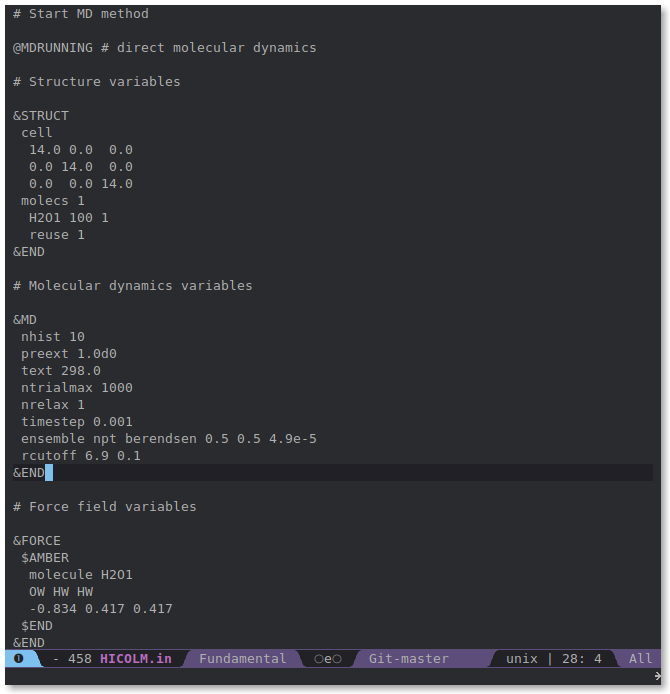 # Start MD method
@MDRUNNING # direct molecular dynamics
# Structure variables
&STRUCT
cell
14.0 0.0 0.0
0.0 14.0 0.0
0.0 0.0 14.0
molecs 1
H2O1 100 1
reuse 1
&END
# Molecular dynamics variables
&MD
nhist 10
preext 1.0d0
text 298.0
ntrialmax 1000
nrelax 1
timestep 0.001
ensemble npt berendsen 0.5 0.5 4.9e-5
rcutoff 6.9 0.1
&END
# Force field variables
&FORCE
$AMBER
molecule H2O1
OW HW HW
-0.834 0.417 0.417
$END
&END
❶ - 458 HICOLM.in Fundamental ○e○ Git-master unix | 28: 4 All